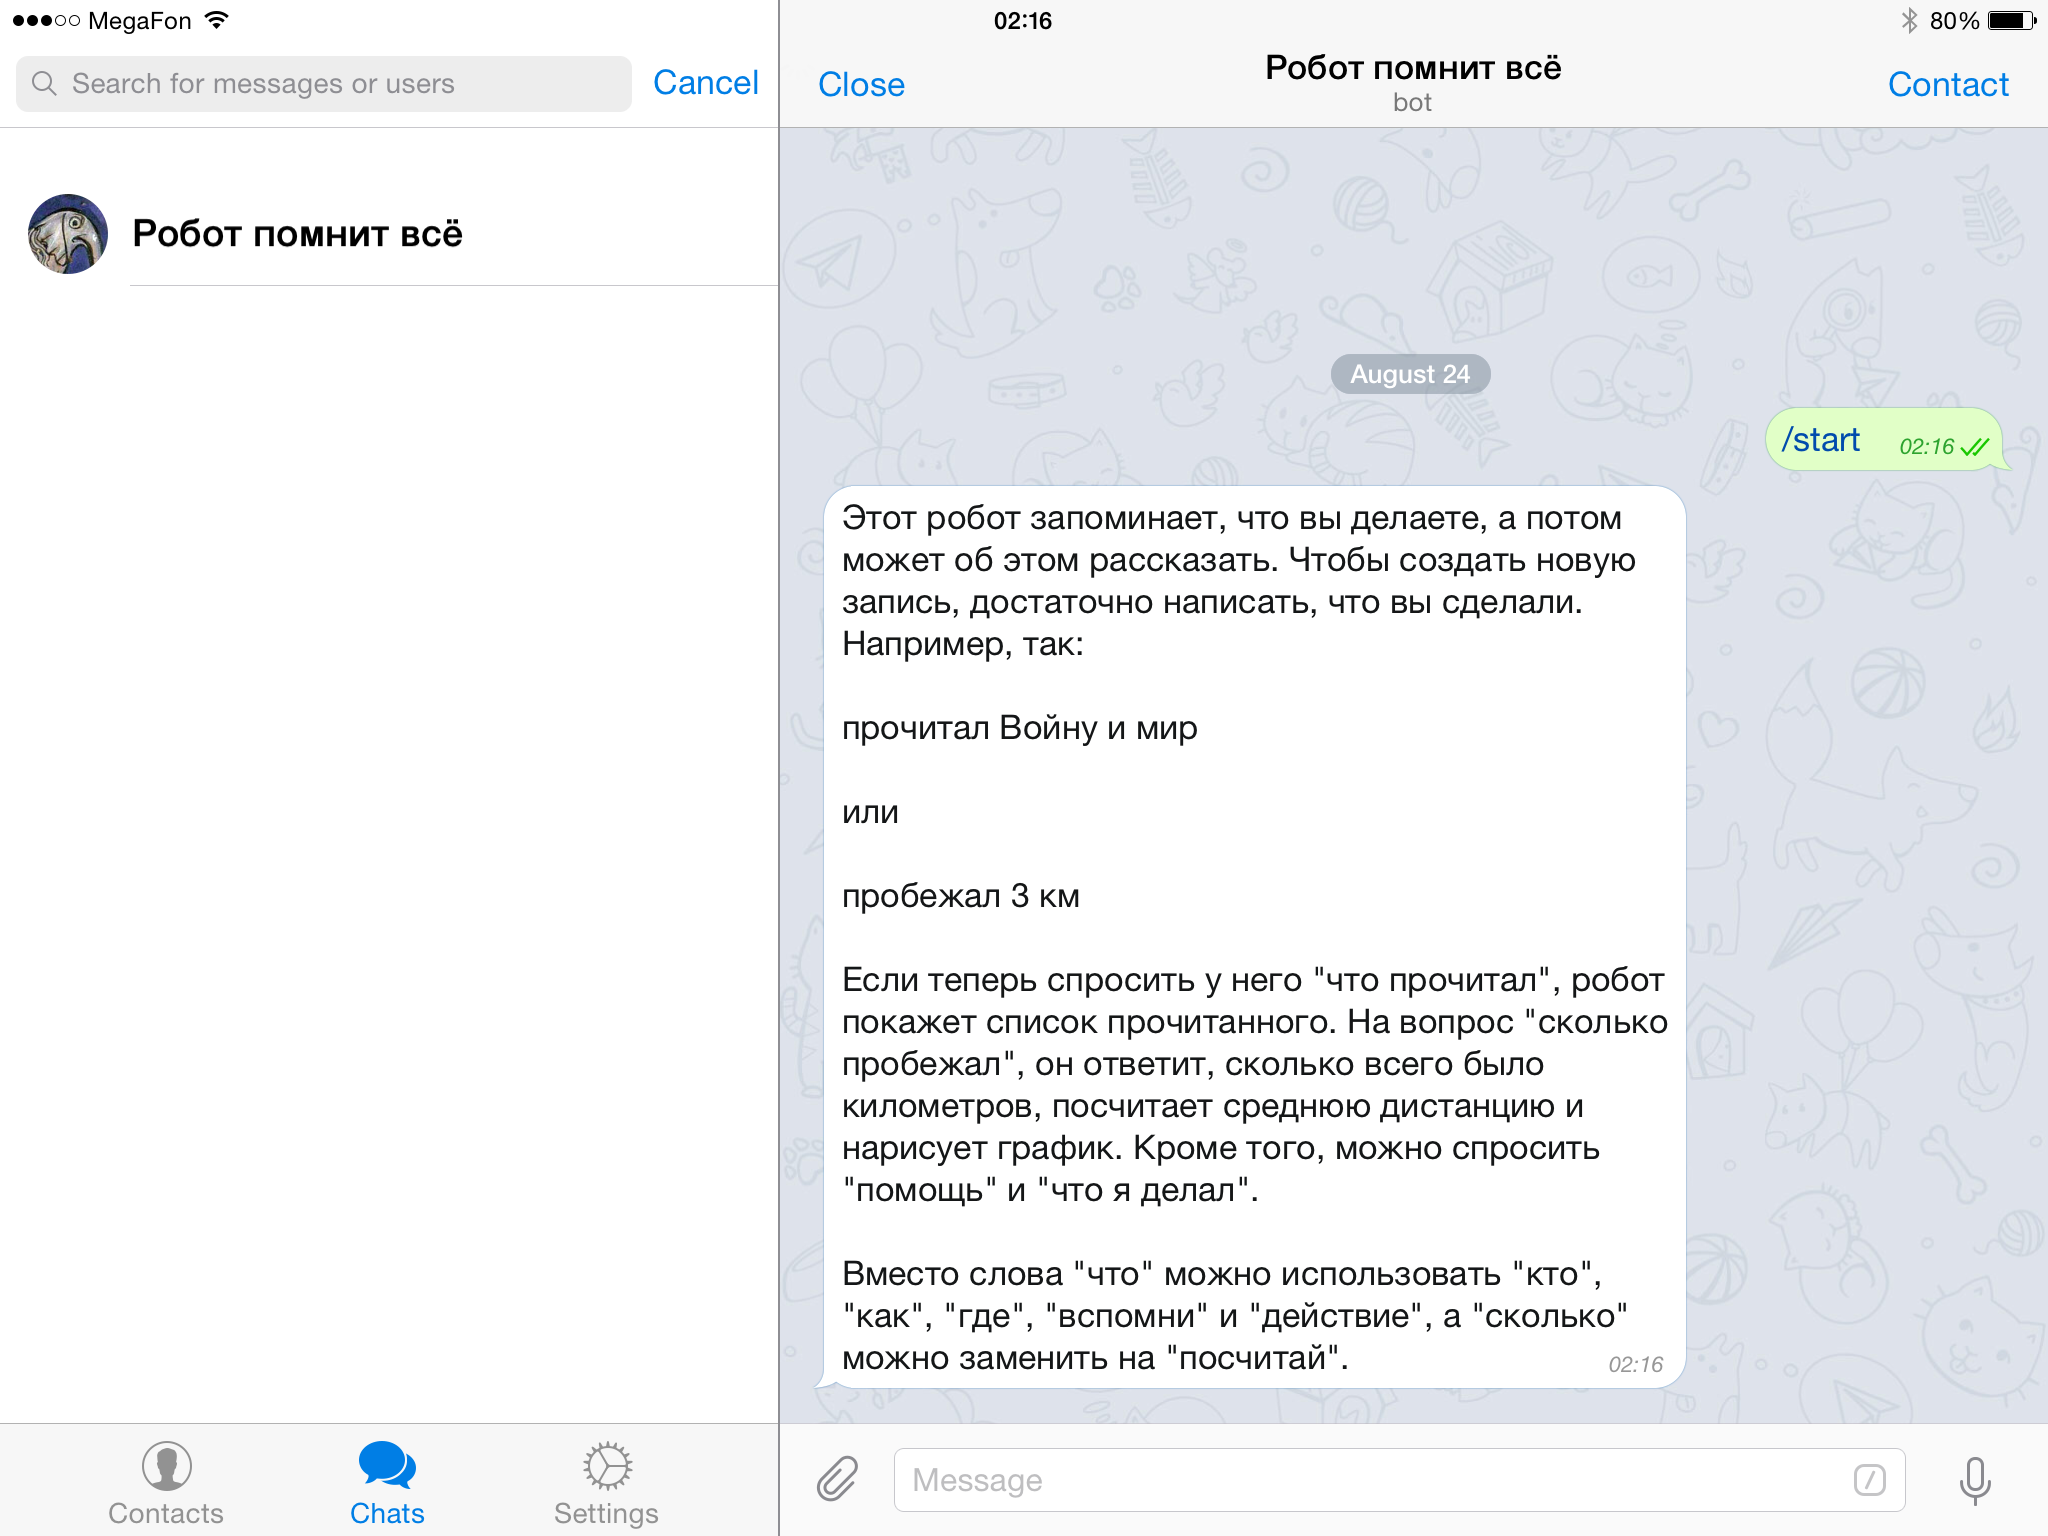 MegaFon
02:16
80%
Search for messages or users
Cancel
Робот помнит всё
Close
Робот помнит всё
bot
Contact
August 24
/start
02:16
Этот робот запоминает, что вы делаете, а потом
может об этом рассказать. Чтобы создать новую
запись, достаточно написать, что вы сделали.
Например, так:
прочитал Войну и мир
или
пробежал 3 км
Если теперь спросить у него "что прочитал", робот
покажет список прочитанного. На вопрос "сколько
пробежал", он ответит, сколько всего было
километров, посчитает среднюю дистанцию и
нарисует график. Кроме того, можно спросить
"помощь" и "что я делал".
Вместо слова "что" можно использовать "кто",
"как", "где", "вспомни" и "действие", а "сколько"
можно заменить на "посчитай".
02:16
Contacts
Chats
Settings
Message